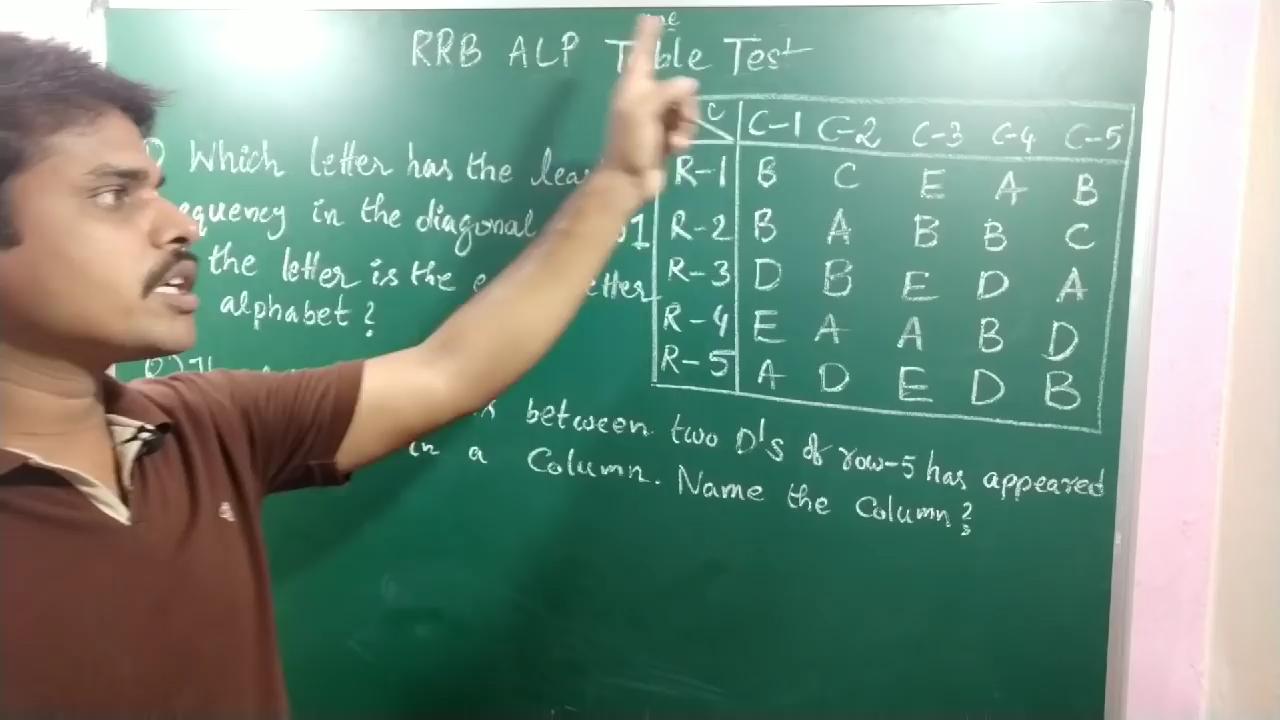 RRB ALP Table Test
Which letter has the
in the diagonal
the letter is the
alphabet ?
C C-1 C-2 C-3 C-4 C-5
R-1 B C E A B
R-2 B A B B C
R-3 D B E D A
R-4 E A A B D
R-5 A D E D B
between two D's of row-5 has appeared
in a Column. Name the Column ?